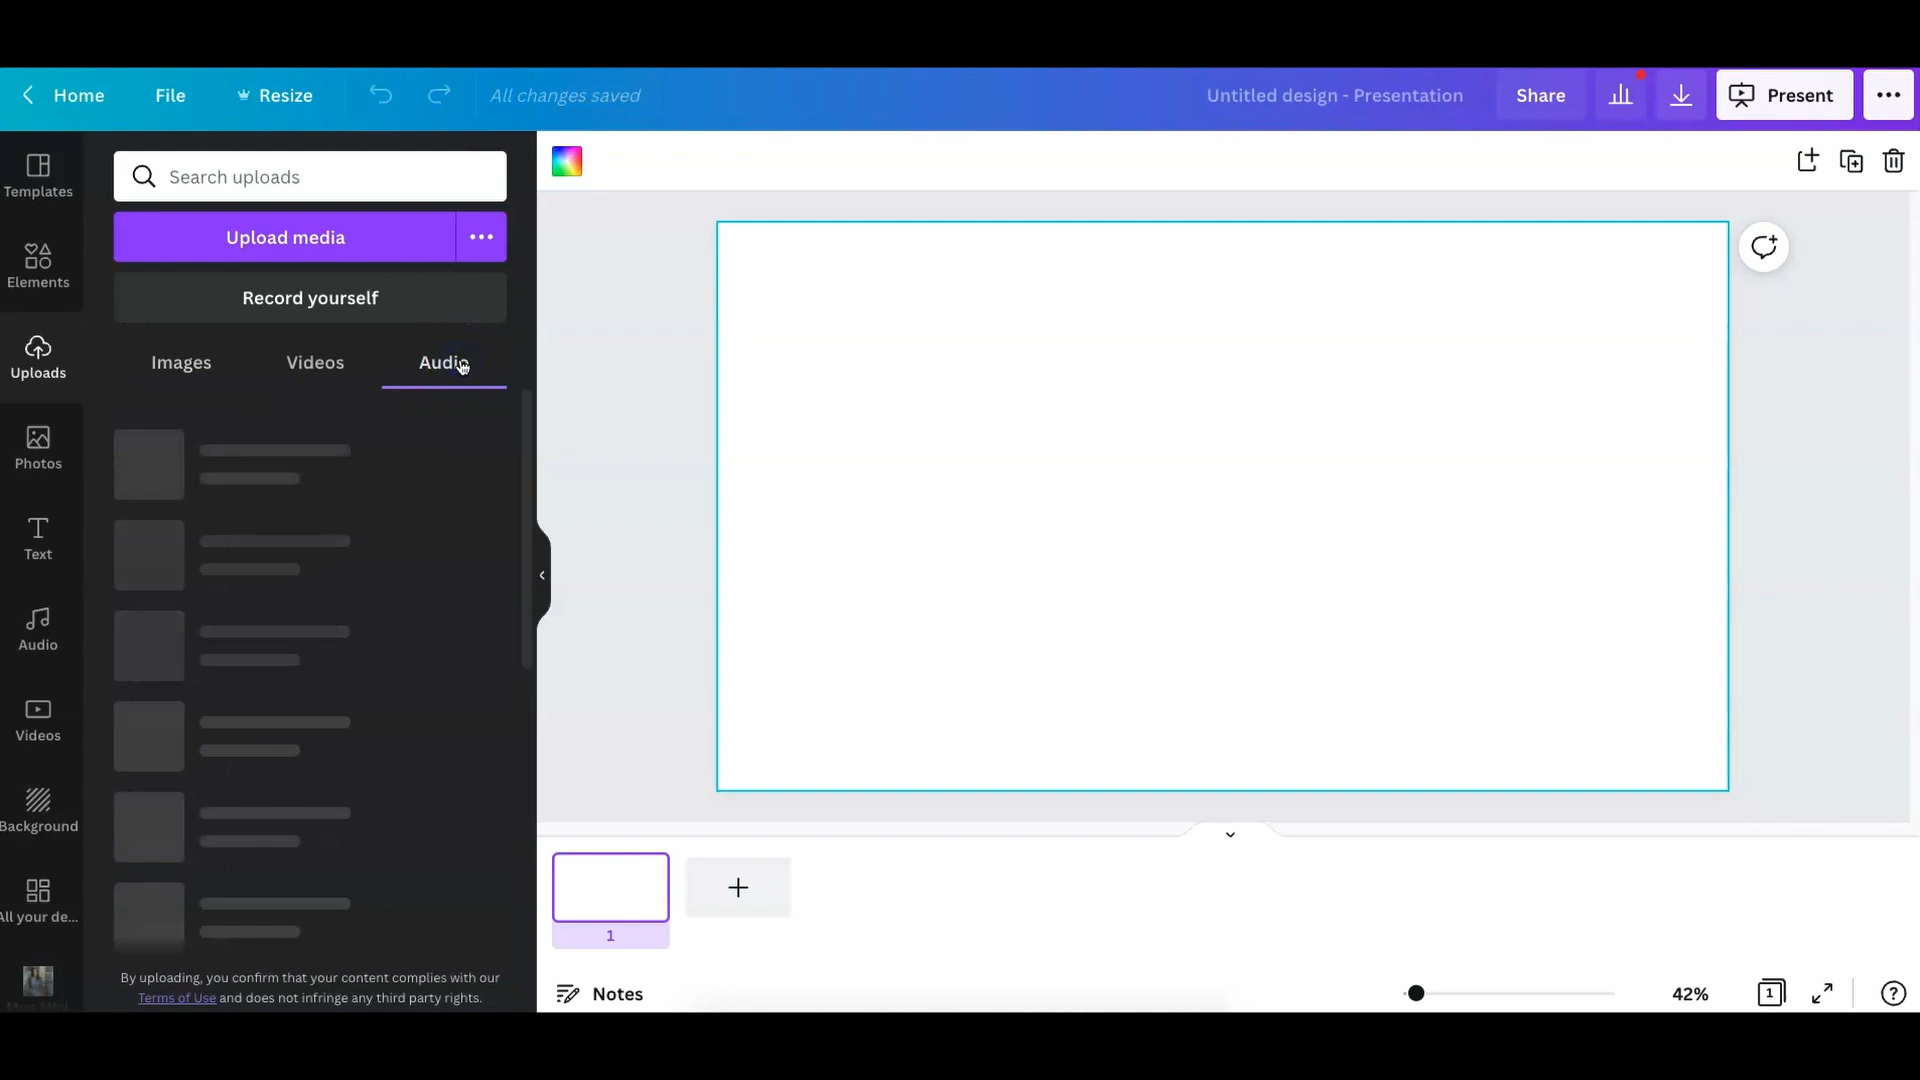 Home
File
Resize
All changes saved
Untitled design - Presentation
Share
Present
Templates
Elements
Uploads
Photos
Text
Audio
Videos
Background
All your de...
Search uploads
Upload media
Record yourself
Images
Videos
Audio
By uploading, you confirm that your content complies with our
Terms of Use and does not infringe any third party rights.
1
Notes
42%
1
?